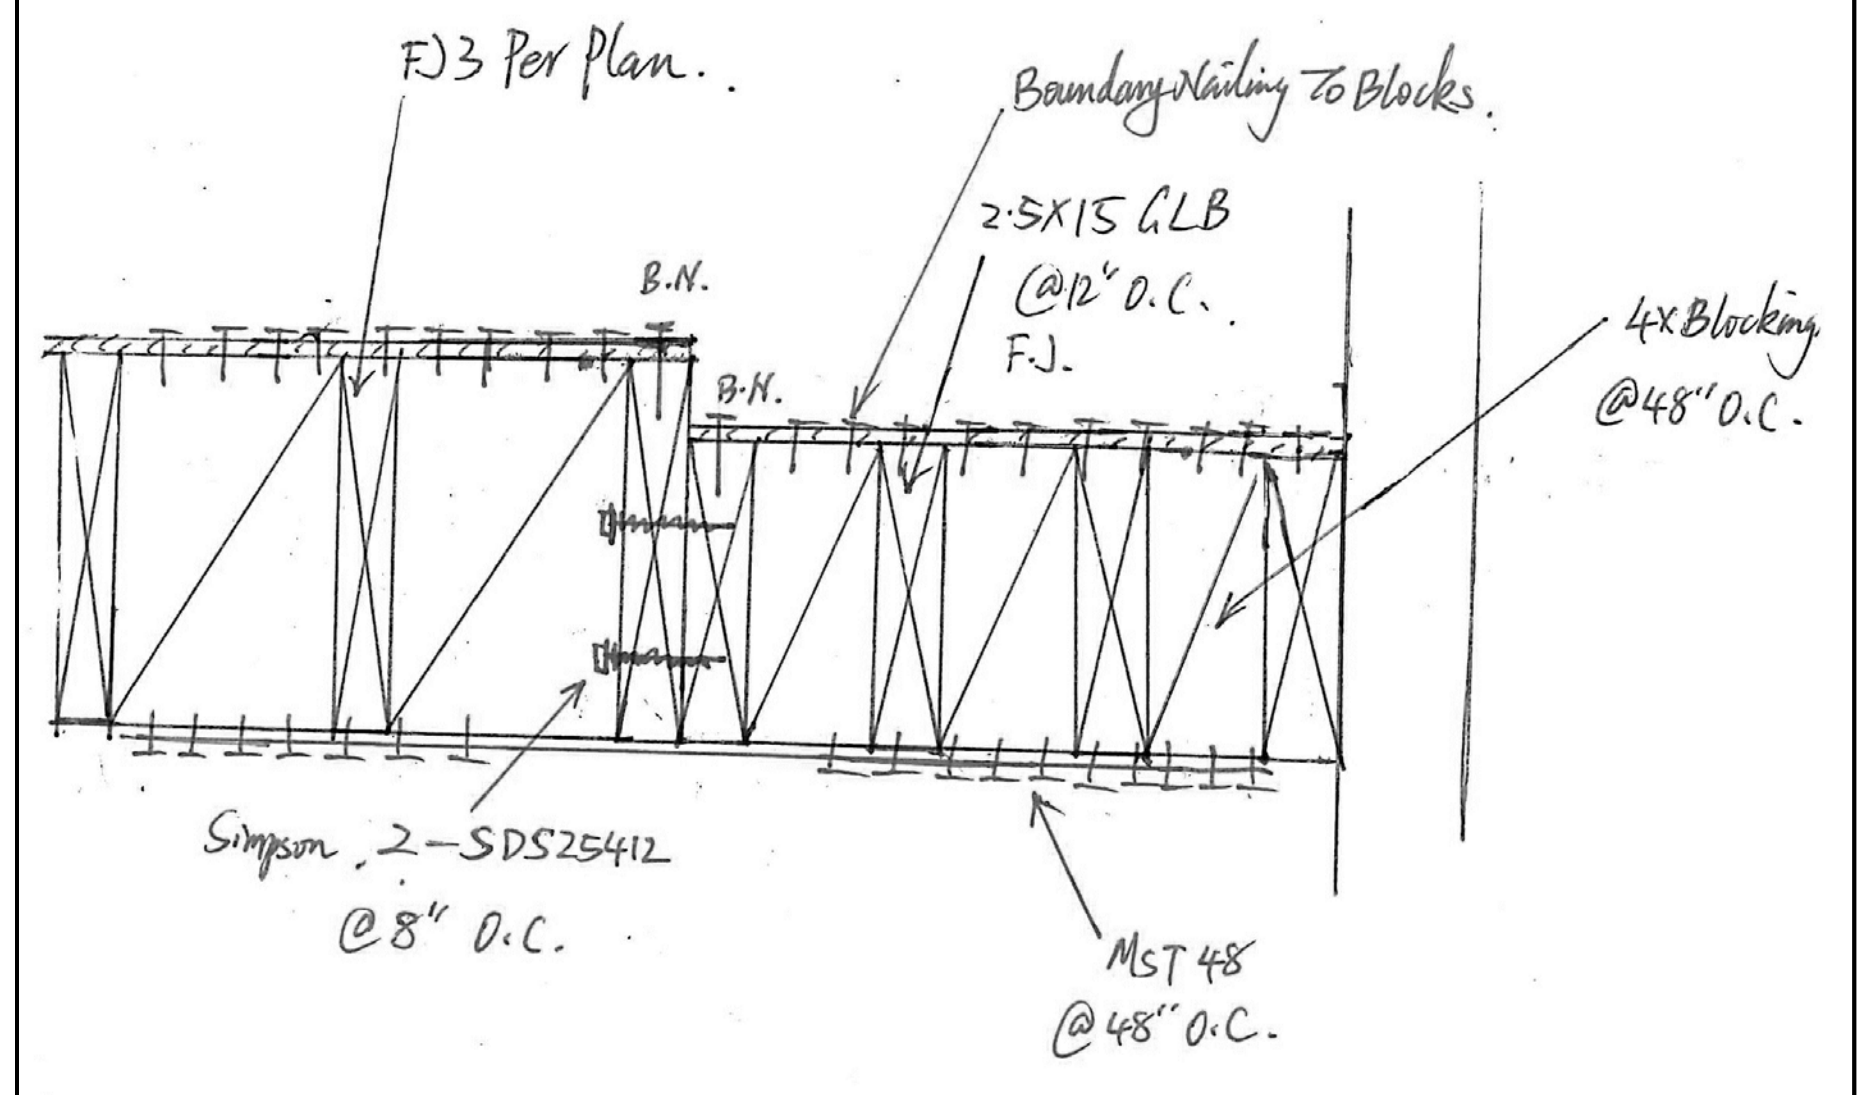 FJ3 Per Plan.
Boundary Nailing To Blocks.
2.5X15 GLB
@12" O.C.
F.J.
B.N.
B.N.
4x Blocking
@48" O.C.
Simpson 2-SDS25412
@8" O.C.
MST 48
@48" O.C.